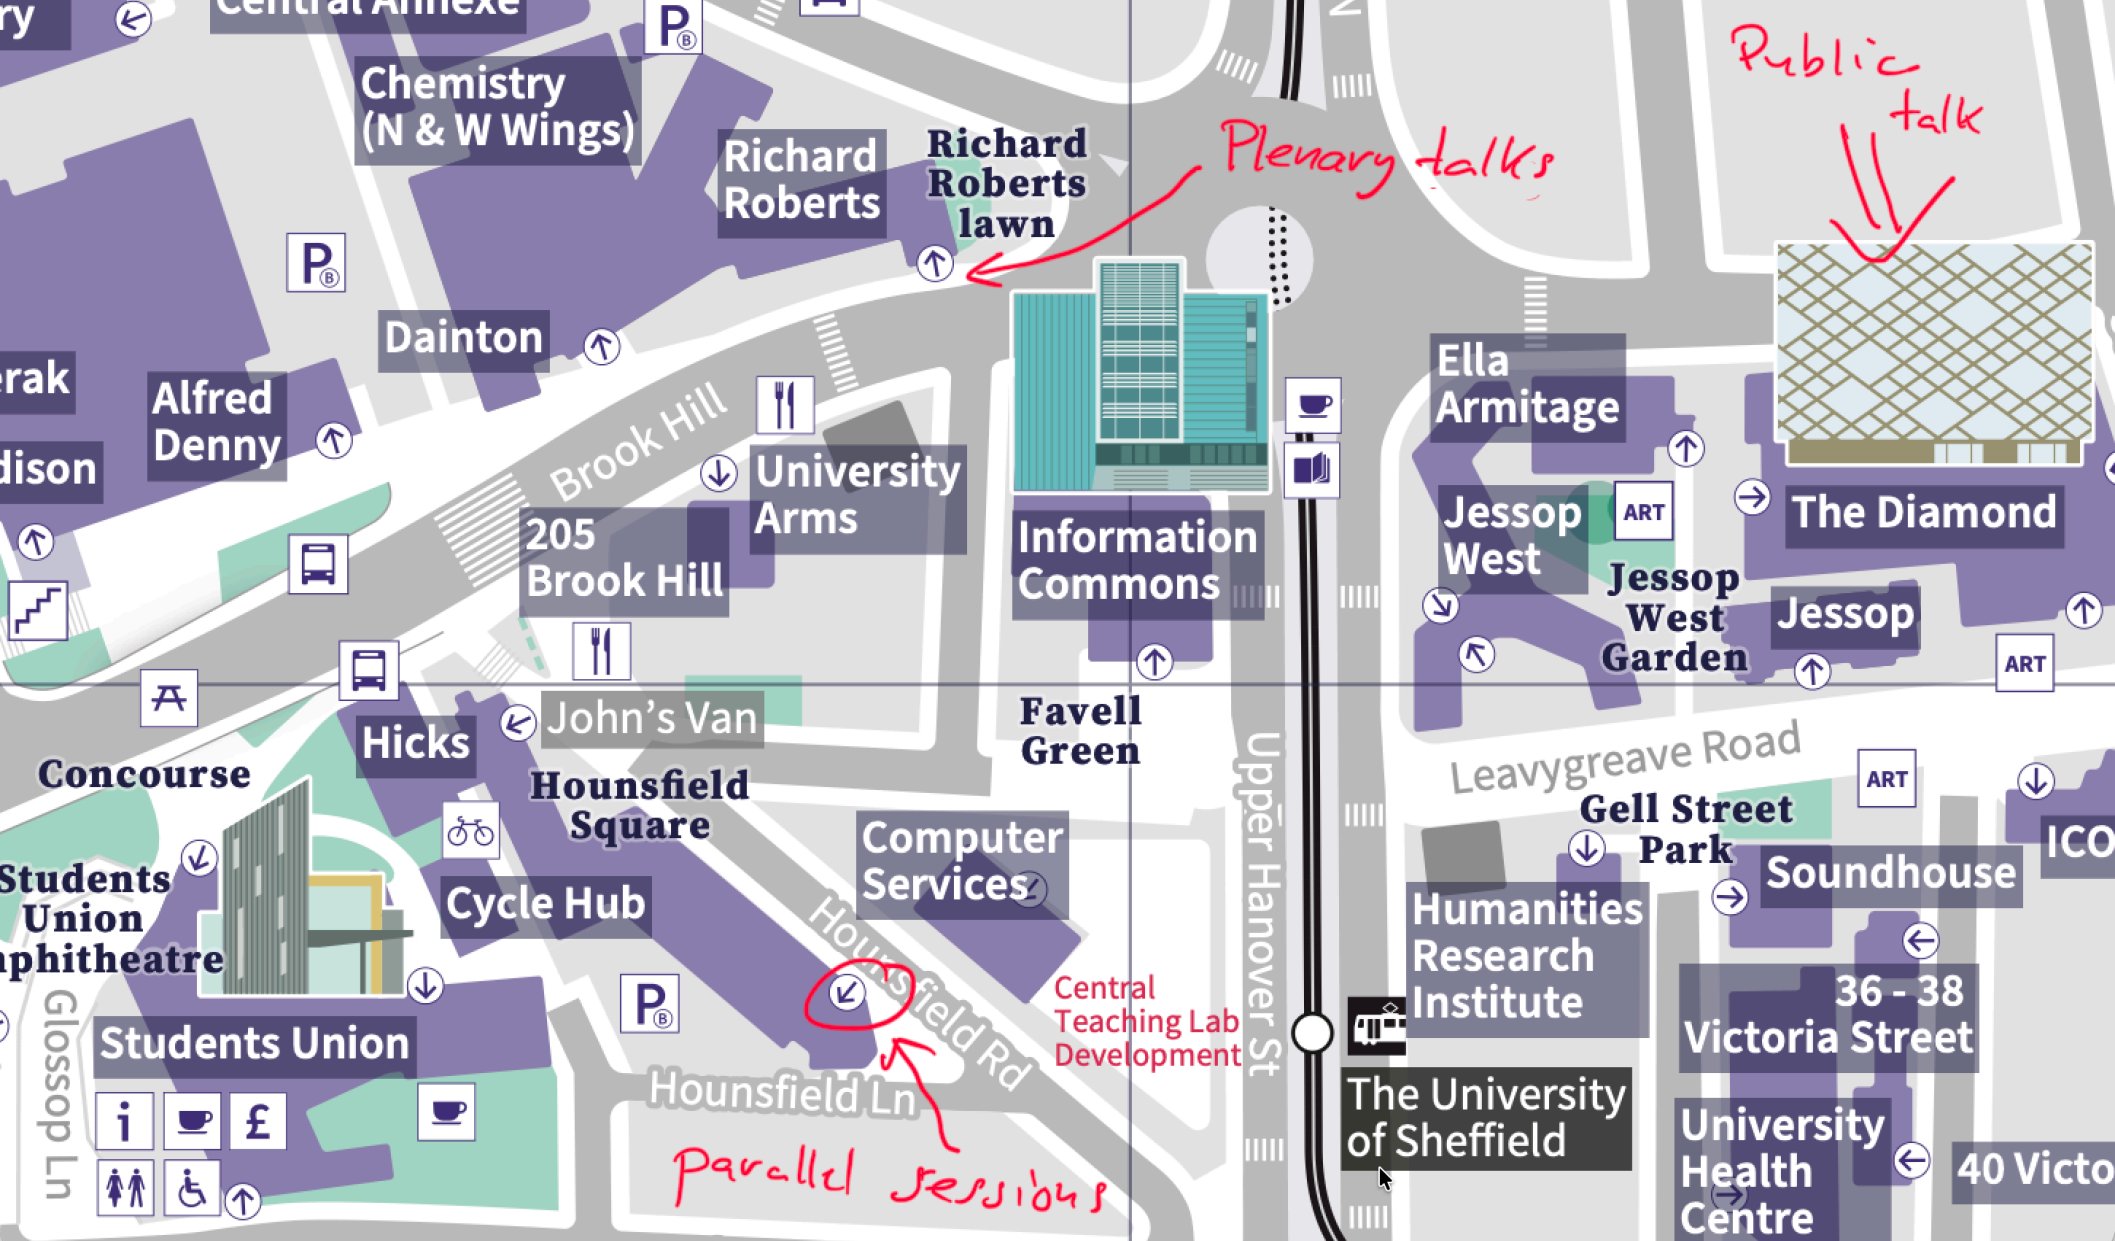 Central Annexe
P
B
Chemistry
(N & W Wings)
Richard
Roberts
Richard
Roberts
lawn
Plenary talks
Public
talk
P
B
Dainton
Alfred
Denny
Brook Hill
University
Arms
205
Brook Hill
Information
Commons
Ella
Armitage
Jessop
West
ART
The Diamond
Jessop
West
Garden
Jessop
ART
John's Van
Hicks
Concourse
Hounsfield
Square
Favell
Green
Upper Hanover St
Leavygreave Road
ART
Gell Street
Park
Soundhouse
ICO
Students
Union
mphitheatre
Cycle Hub
Computer
Services
Hounsfield Rd
P
B
Central
Teaching Lab
Development
Humanities
Research
Institute
36 - 38
Victoria Street
Students Union
Glossop Ln
Hounsfield Ln
i
£
The University
of Sheffield
University
Health
Centre
40 Victo
parallel sessions